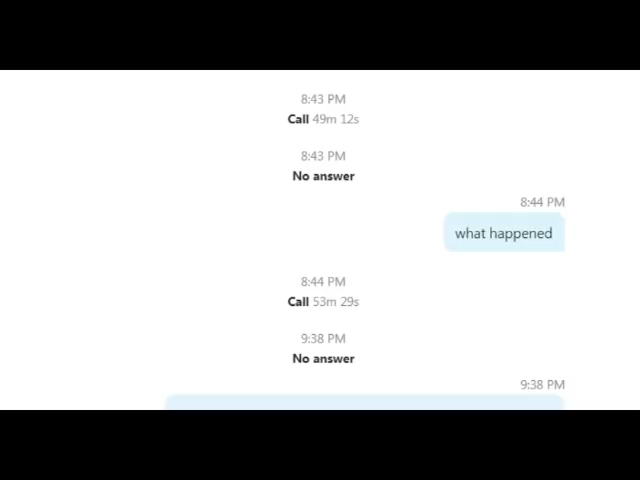 8:43 PM
Call 49m 12s
8:43 PM
No answer
8:44 PM
what happened
8:44 PM
Call 53m 29s
9:38 PM
No answer
9:38 PM